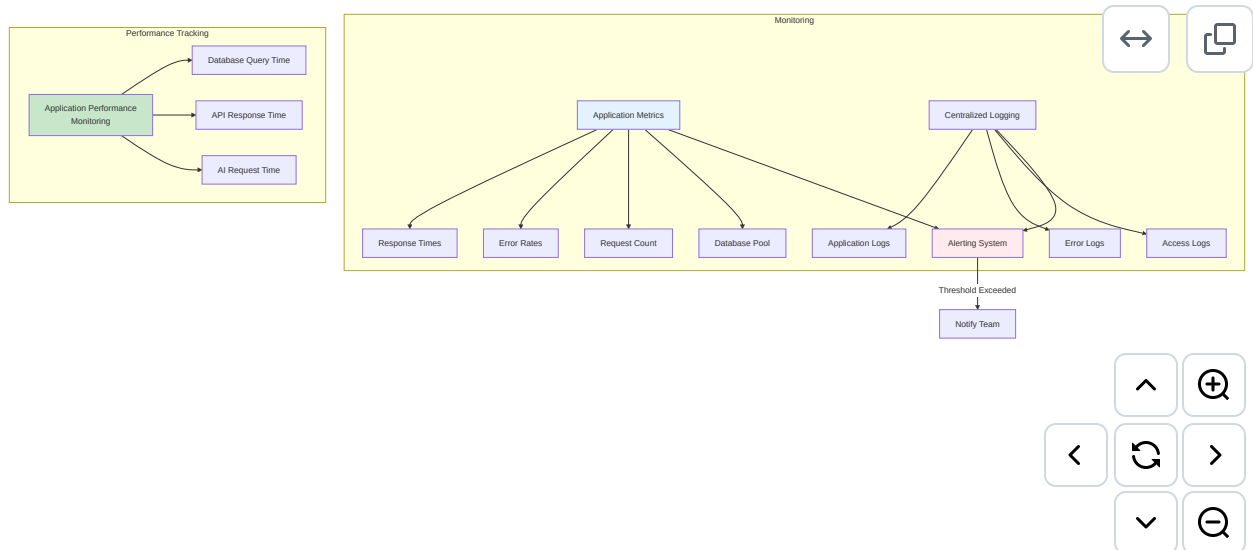 Performance Tracking
Application Performance
Monitoring
Database Query Time
API Response Time
AI Request Time
Monitoring
Application Metrics
Centralized Logging
Response Times
Error Rates
Request Count
Database Pool
Application Logs
Alerting System
Error Logs
Access Logs
Threshold Exceeded
Notify Team